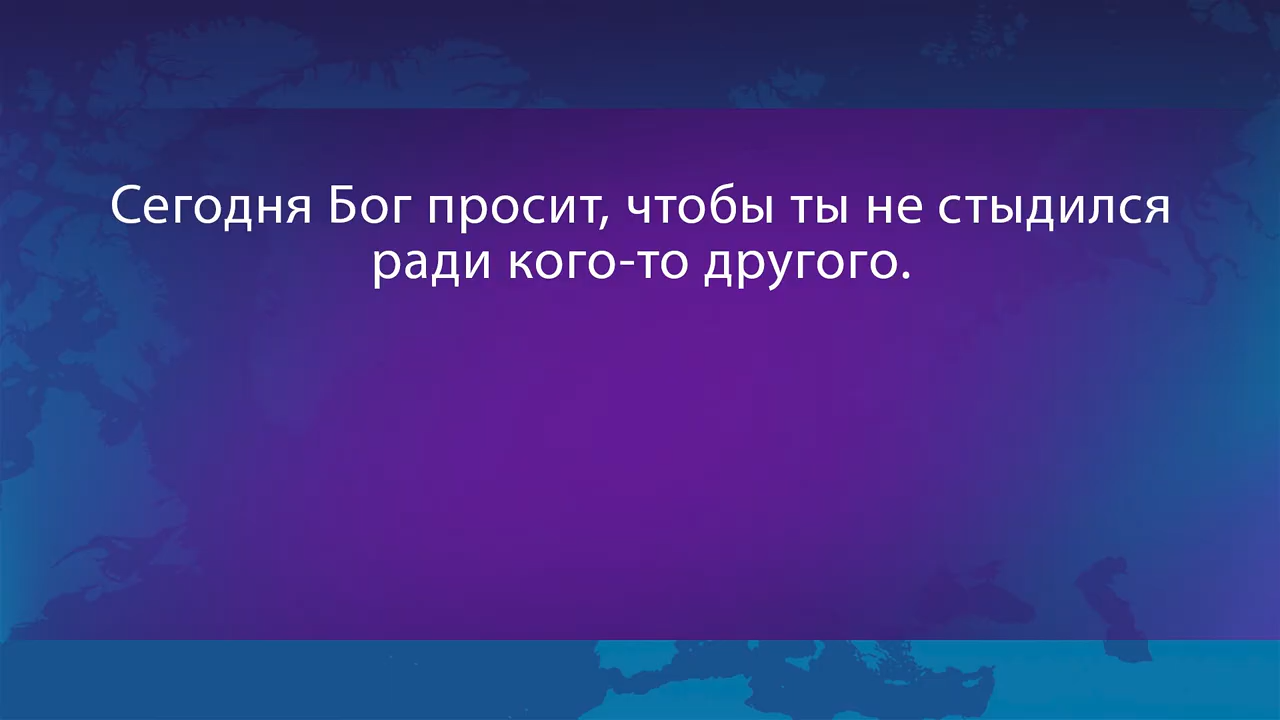 Сегодня Бог просит, чтобы ты не стыдился
ради кого-то другого.